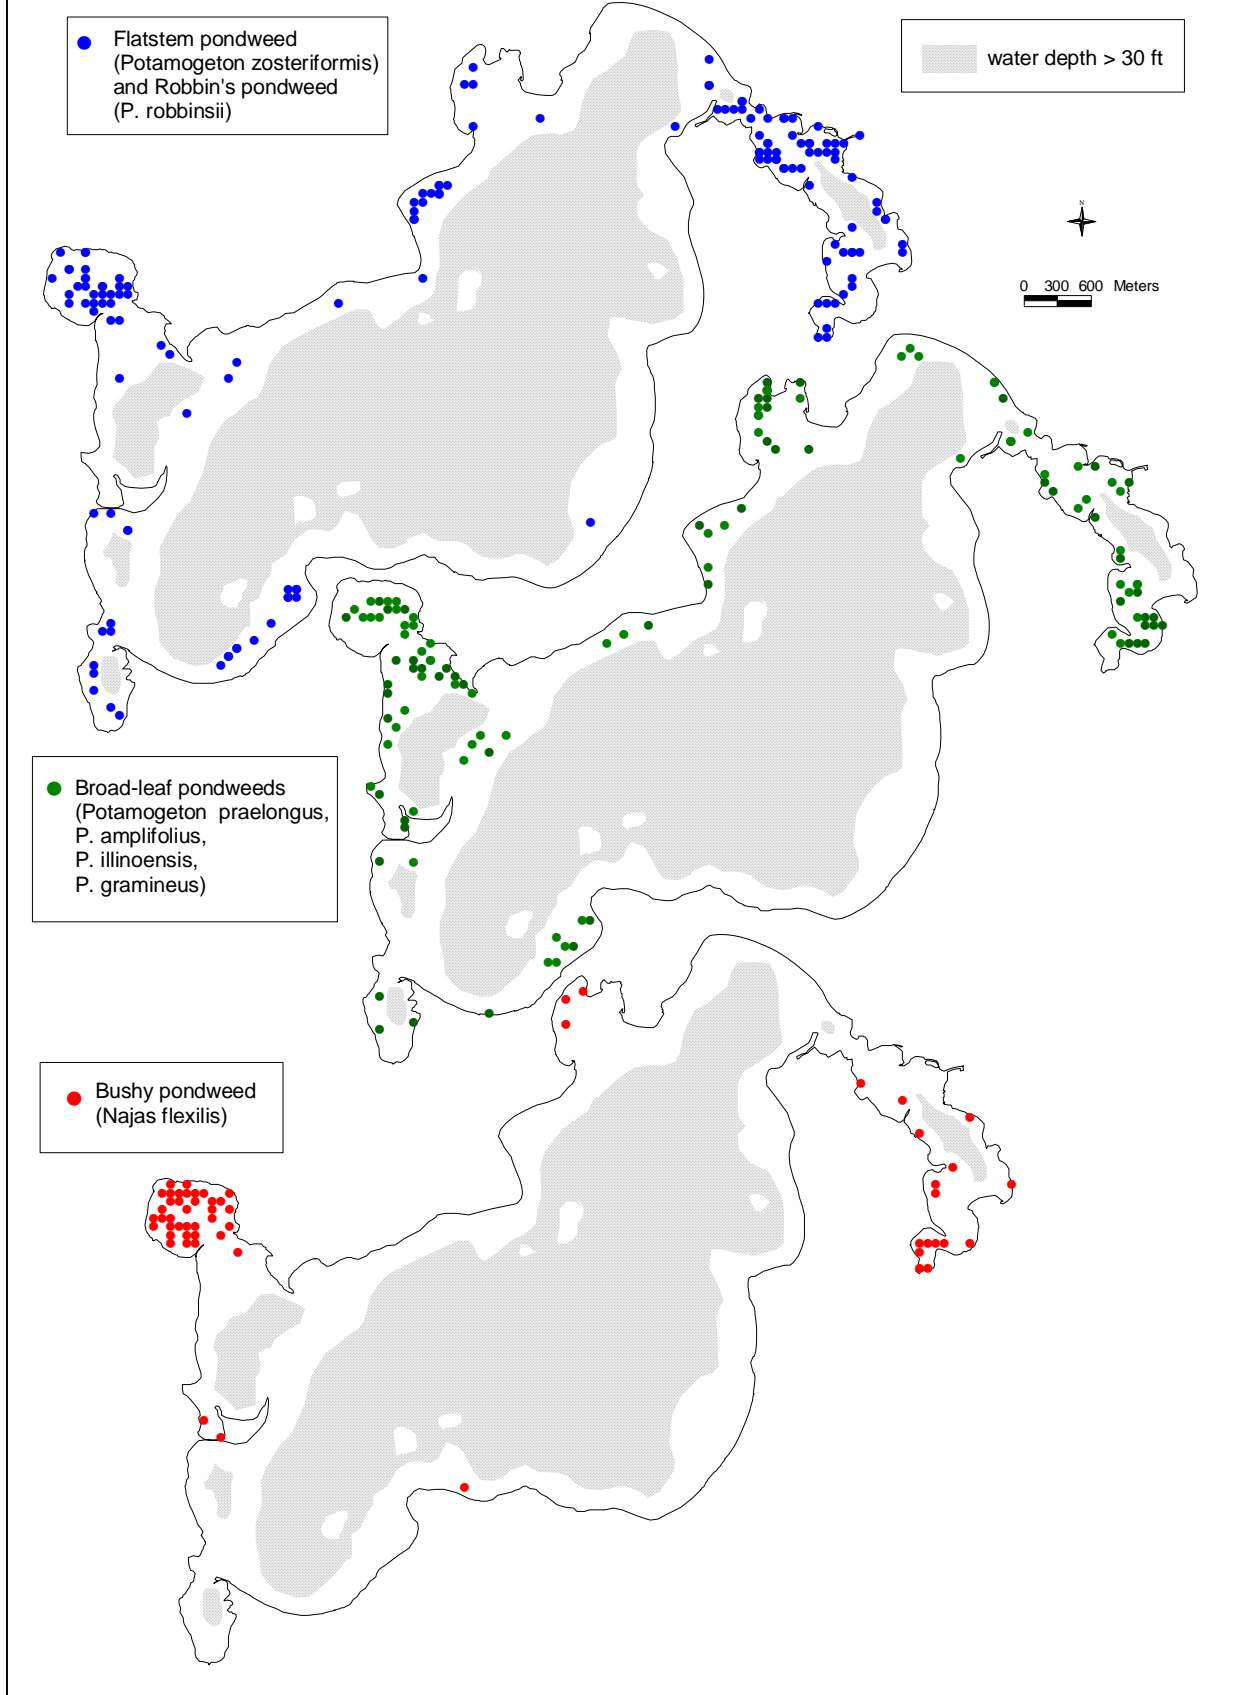 Flatstem pondweed
(Potamogeton zosteriformis)
and Robbin's pondweed
(P. robbinsii)
water depth > 30 ft
N
0 300 600 Meters
Broad-leaf pondweeds
(Potamogeton praelongus,
P. amplifolius,
P. illinoensis,
P. gramineus)
Bushy pondweed
(Najas flexilis)